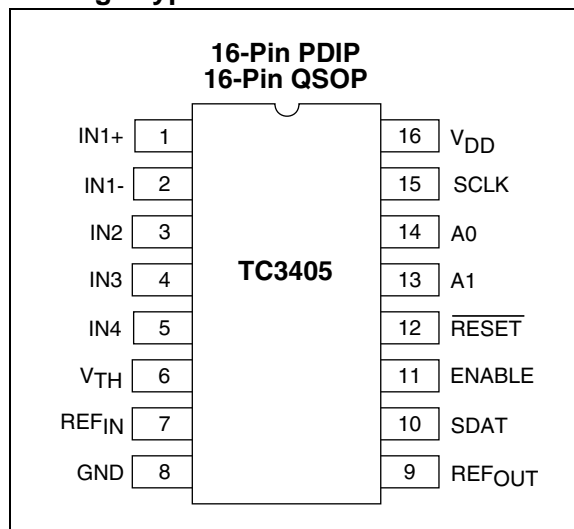 16-Pin PDIP
16-Pin QSOP
IN1+ 1 16 VDD
IN1- 2 15 SCLK
IN2 3 14 A0
IN3 4 TC3405 13 A1
IN4 5 12 RESET
VTH 6 11 ENABLE
REFIN 7 10 SDAT
GND 8 9 REFOUT